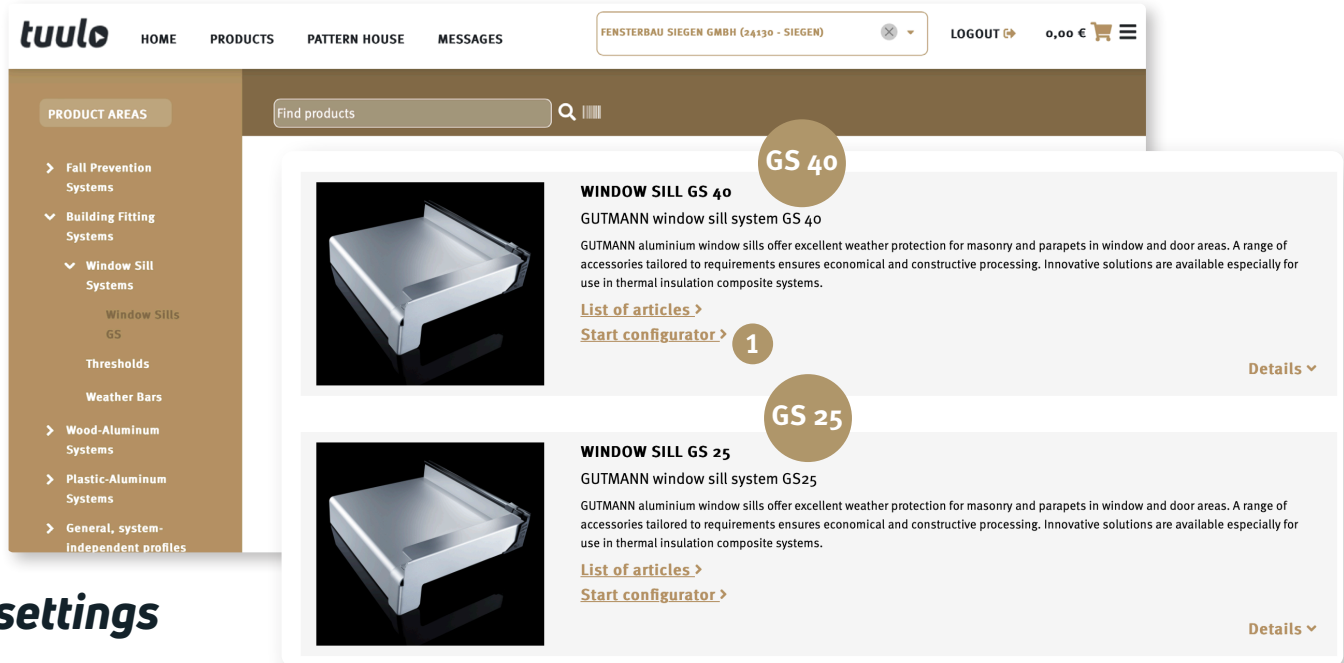 tuulo
HOME PRODUCTS PATTERN HOUSE MESSAGES
FENSTERBAU SIEGEN GMBH (24130 - SIEGEN)
LOGOUT
0,00 €
PRODUCT AREAS
Find products
Fall Prevention
Systems
Building Fitting
Systems
Window Sill
Systems
Window Sills
GS
Thresholds
Weather Bars
Wood-Aluminum
Systems
Plastic-Aluminum
Systems
General, system-
independent profiles
GS 40
WINDOW SILL GS 40
GUTMANN window sill system GS 40
GUTMANN aluminium window sills offer excellent weather protection for masonry and parapets in window and door areas. A range of
accessories tailored to requirements ensures economical and constructive processing. Innovative solutions are available especially for
use in thermal insulation composite systems.
List of articles
Start configurator
1
Details
GS 25
WINDOW SILL GS 25
GUTMANN window sill system GS25
GUTMANN aluminium window sills offer excellent weather protection for masonry and parapets in window and door areas. A range of
accessories tailored to requirements ensures economical and constructive processing. Innovative solutions are available especially for
use in thermal insulation composite systems.
List of articles
Start configurator
Details
settings